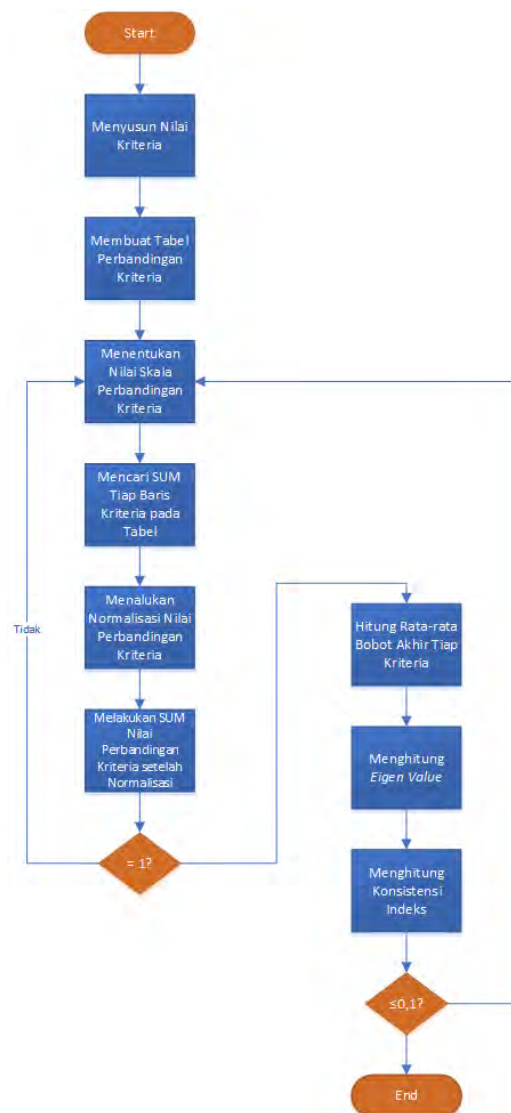 Start
Menyusun Nilai
Kriteria
Membuat Tabel
Perbandingan
Kriteria
Menentukan
Nilai Skala
Perbandingan
Kriteria
Mencari SUM
Tiap Baris
Kriteria pada
Tabel
Menalukan
Normalisasi Nilai
Perbandingan
Kriteria
Melakukan SUM
Nilai
Perbandingan
Kriteria setelah
Normalisasi
= 1?
Tidak
Hitung Rata-rata
Bobot Akhir Tiap
Kriteria
Menghitung
Eigen Value
Menghitung
Konsistensi
Indeks
≤0,1?
End